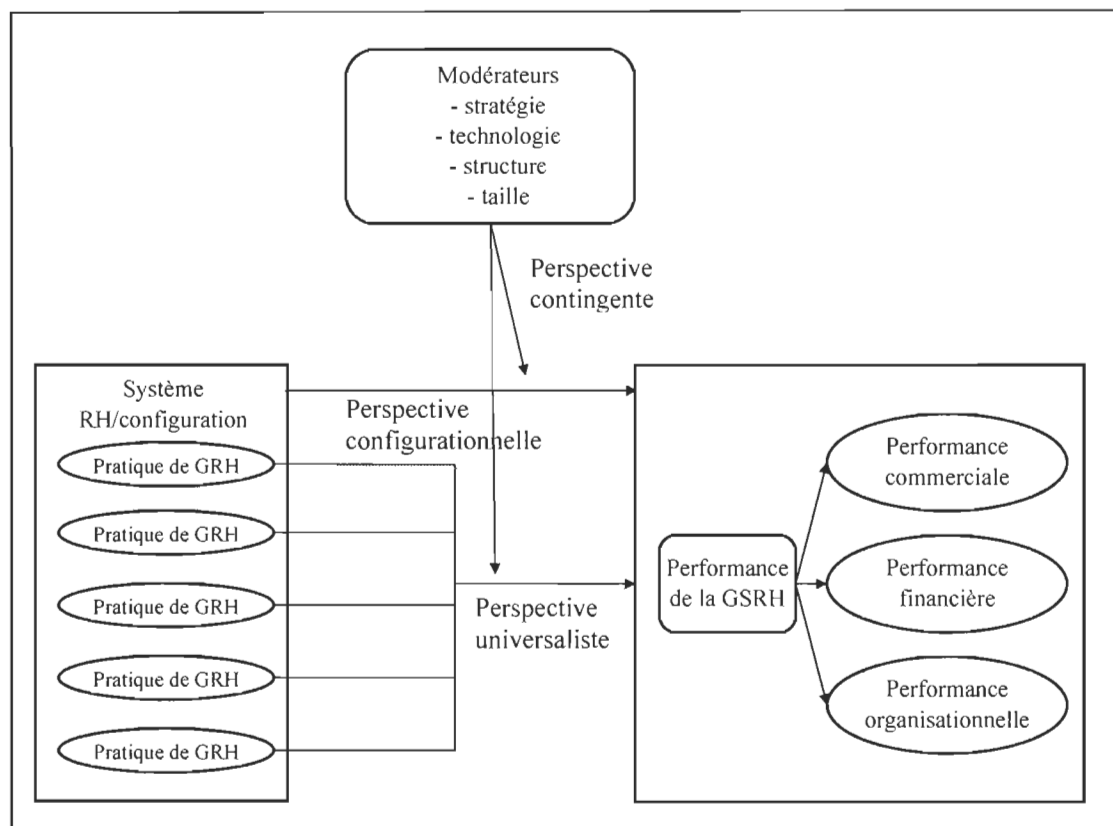 Modérateurs
- stratégie
- technologie
- structure
- taille
Perspective
contingente
Système
RH/configuration
Perspective
configurationnelle
Pratique de GRH
Pratique de GRH
Pratique de GRH
Pratique de GRH
Pratique de GRH
Perspective
universaliste
Performance
de la GSRH
Performance
commerciale
Performance
financière
Performance
organisationnelle